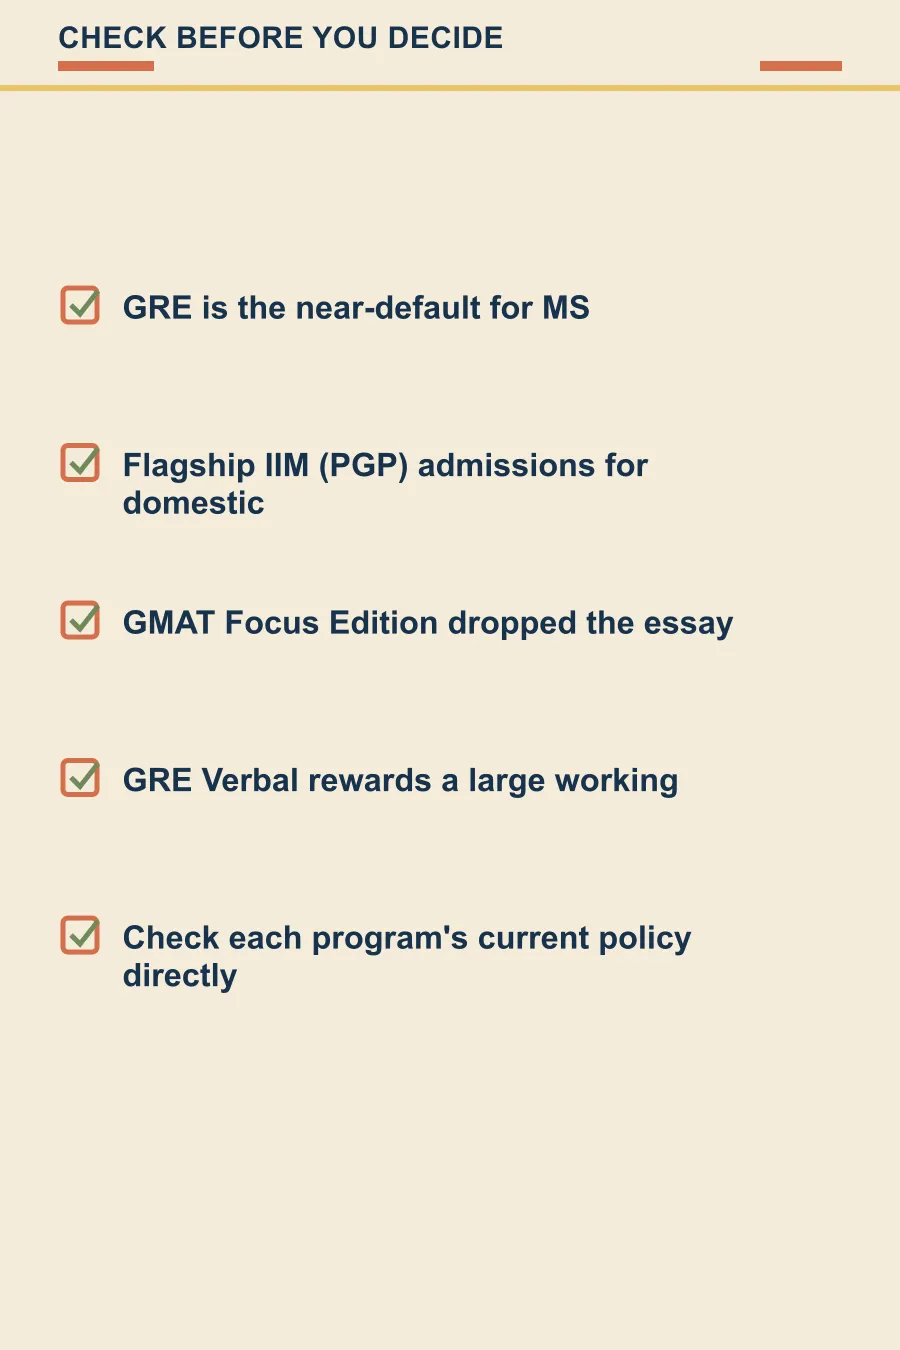 CHECK BEFORE YOU DECIDE
GRE is the near-default for MS
Flagship IIM (PGP) admissions for
domestic
GMAT Focus Edition dropped the essay
GRE Verbal rewards a large working
Check each program's current policy
directly